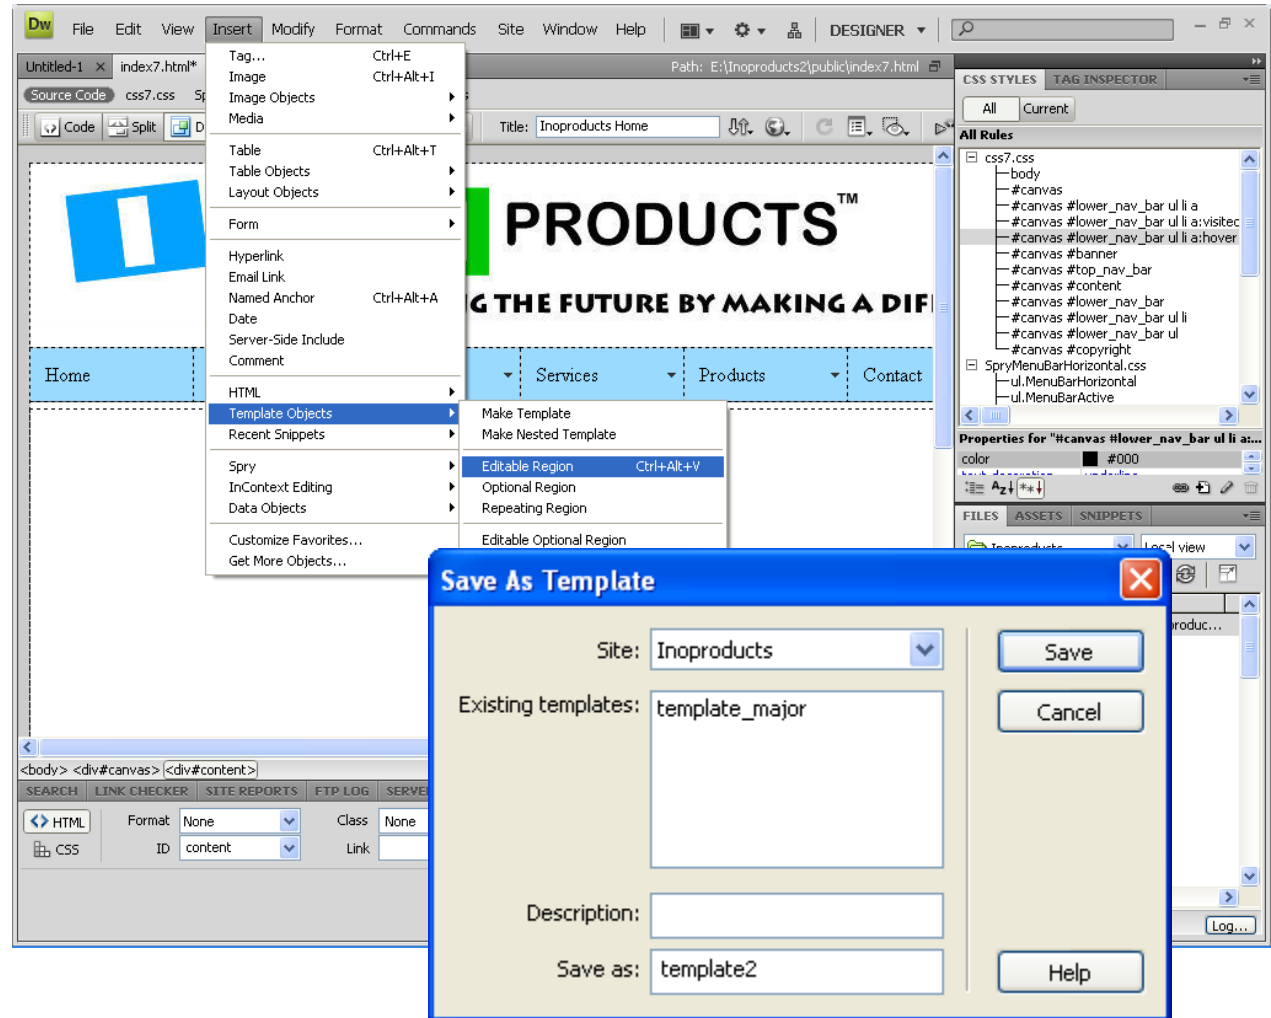 Dw File Edit View Insert Modify Format Commands Site Window Help DESIGNER
Untitled-1 × index7.html* Path: E:\Inoproducts2\public\index7.html
Source Code css7.css
Code Split Title: Inoproducts Home
Tag... Ctrl+E
Image Ctrl+Alt+I
Image Objects
Media
Table Ctrl+Alt+T
Table Objects
Layout Objects
Form
Hyperlink
Email Link
Named Anchor Ctrl+Alt+A
Date
Server-Side Include
Comment
HTML
Template Objects
Recent Snippets
Spry
InContext Editing
Data Objects
Customize Favorites...
Get More Objects...
Make Template
Make Nested Template
Editable Region Ctrl+Alt+V
Optional Region
Repeating Region
Editable Optional Region
PRODUCTS™
THE FUTURE BY MAKING A DIF
Home Services Products Contact
<body> <div#canvas> <div#content>
SEARCH LINK CHECKER SITE REPORTS FTP LOG SERVE
HTML Format None Class None
CSS ID content Link
CSS STYLES TAG INSPECTOR
All Current
All Rules
css7.css
body
#canvas
#canvas #lower_nav_bar ul li a
#canvas #lower_nav_bar ul li a:visitec
#canvas #lower_nav_bar ul li a:hover
#canvas #banner
#canvas #top_nav_bar
#canvas #content
#canvas #lower_nav_bar
#canvas #lower_nav_bar ul li
#canvas #lower_nav_bar ul
#canvas #copyright
SpryMenuBarHorizontal.css
ul.MenuBarHorizontal
ul.MenuBarActive
Properties for "#canvas #lower_nav_bar ul li a:...
color #000
FILES ASSETS SNIPPETS
Inoproducts Local view
roduc...
Log...
Save As Template
Site: Inoproducts Save
Existing templates: template_major Cancel
Description:
Save as: template2 Help